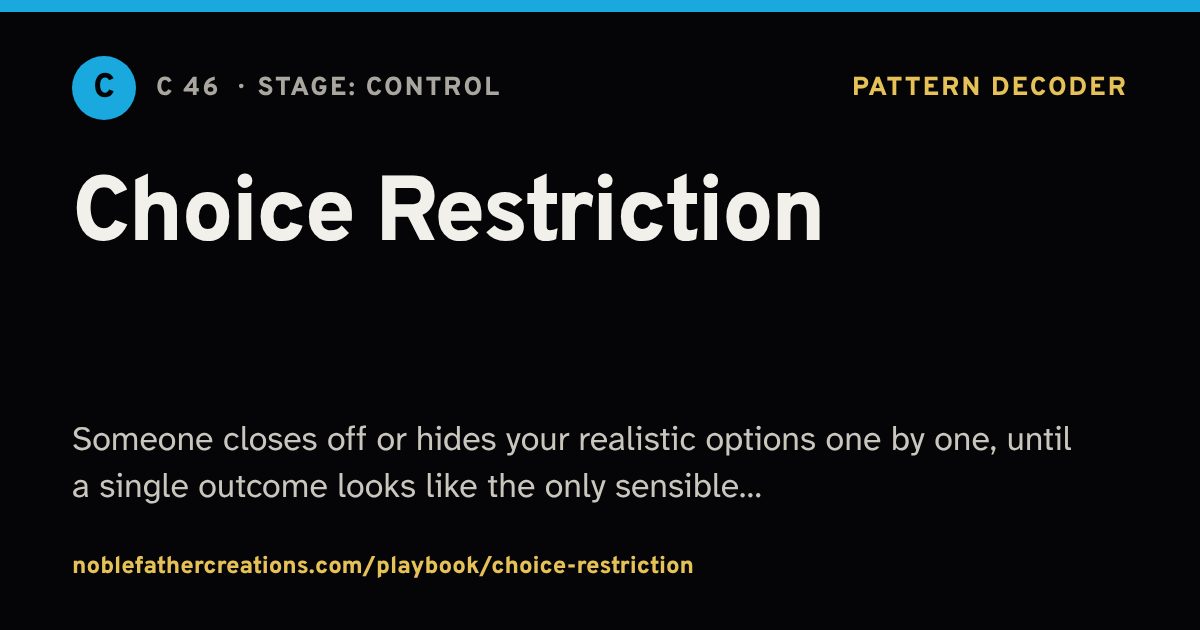 C
C 46 · STAGE: CONTROL
PATTERN DECODER
Choice Restriction
Someone closes off or hides your realistic options one by one, until
a single outcome looks like the only sensible...
noblefathercreations.com/playbook/choice-restriction